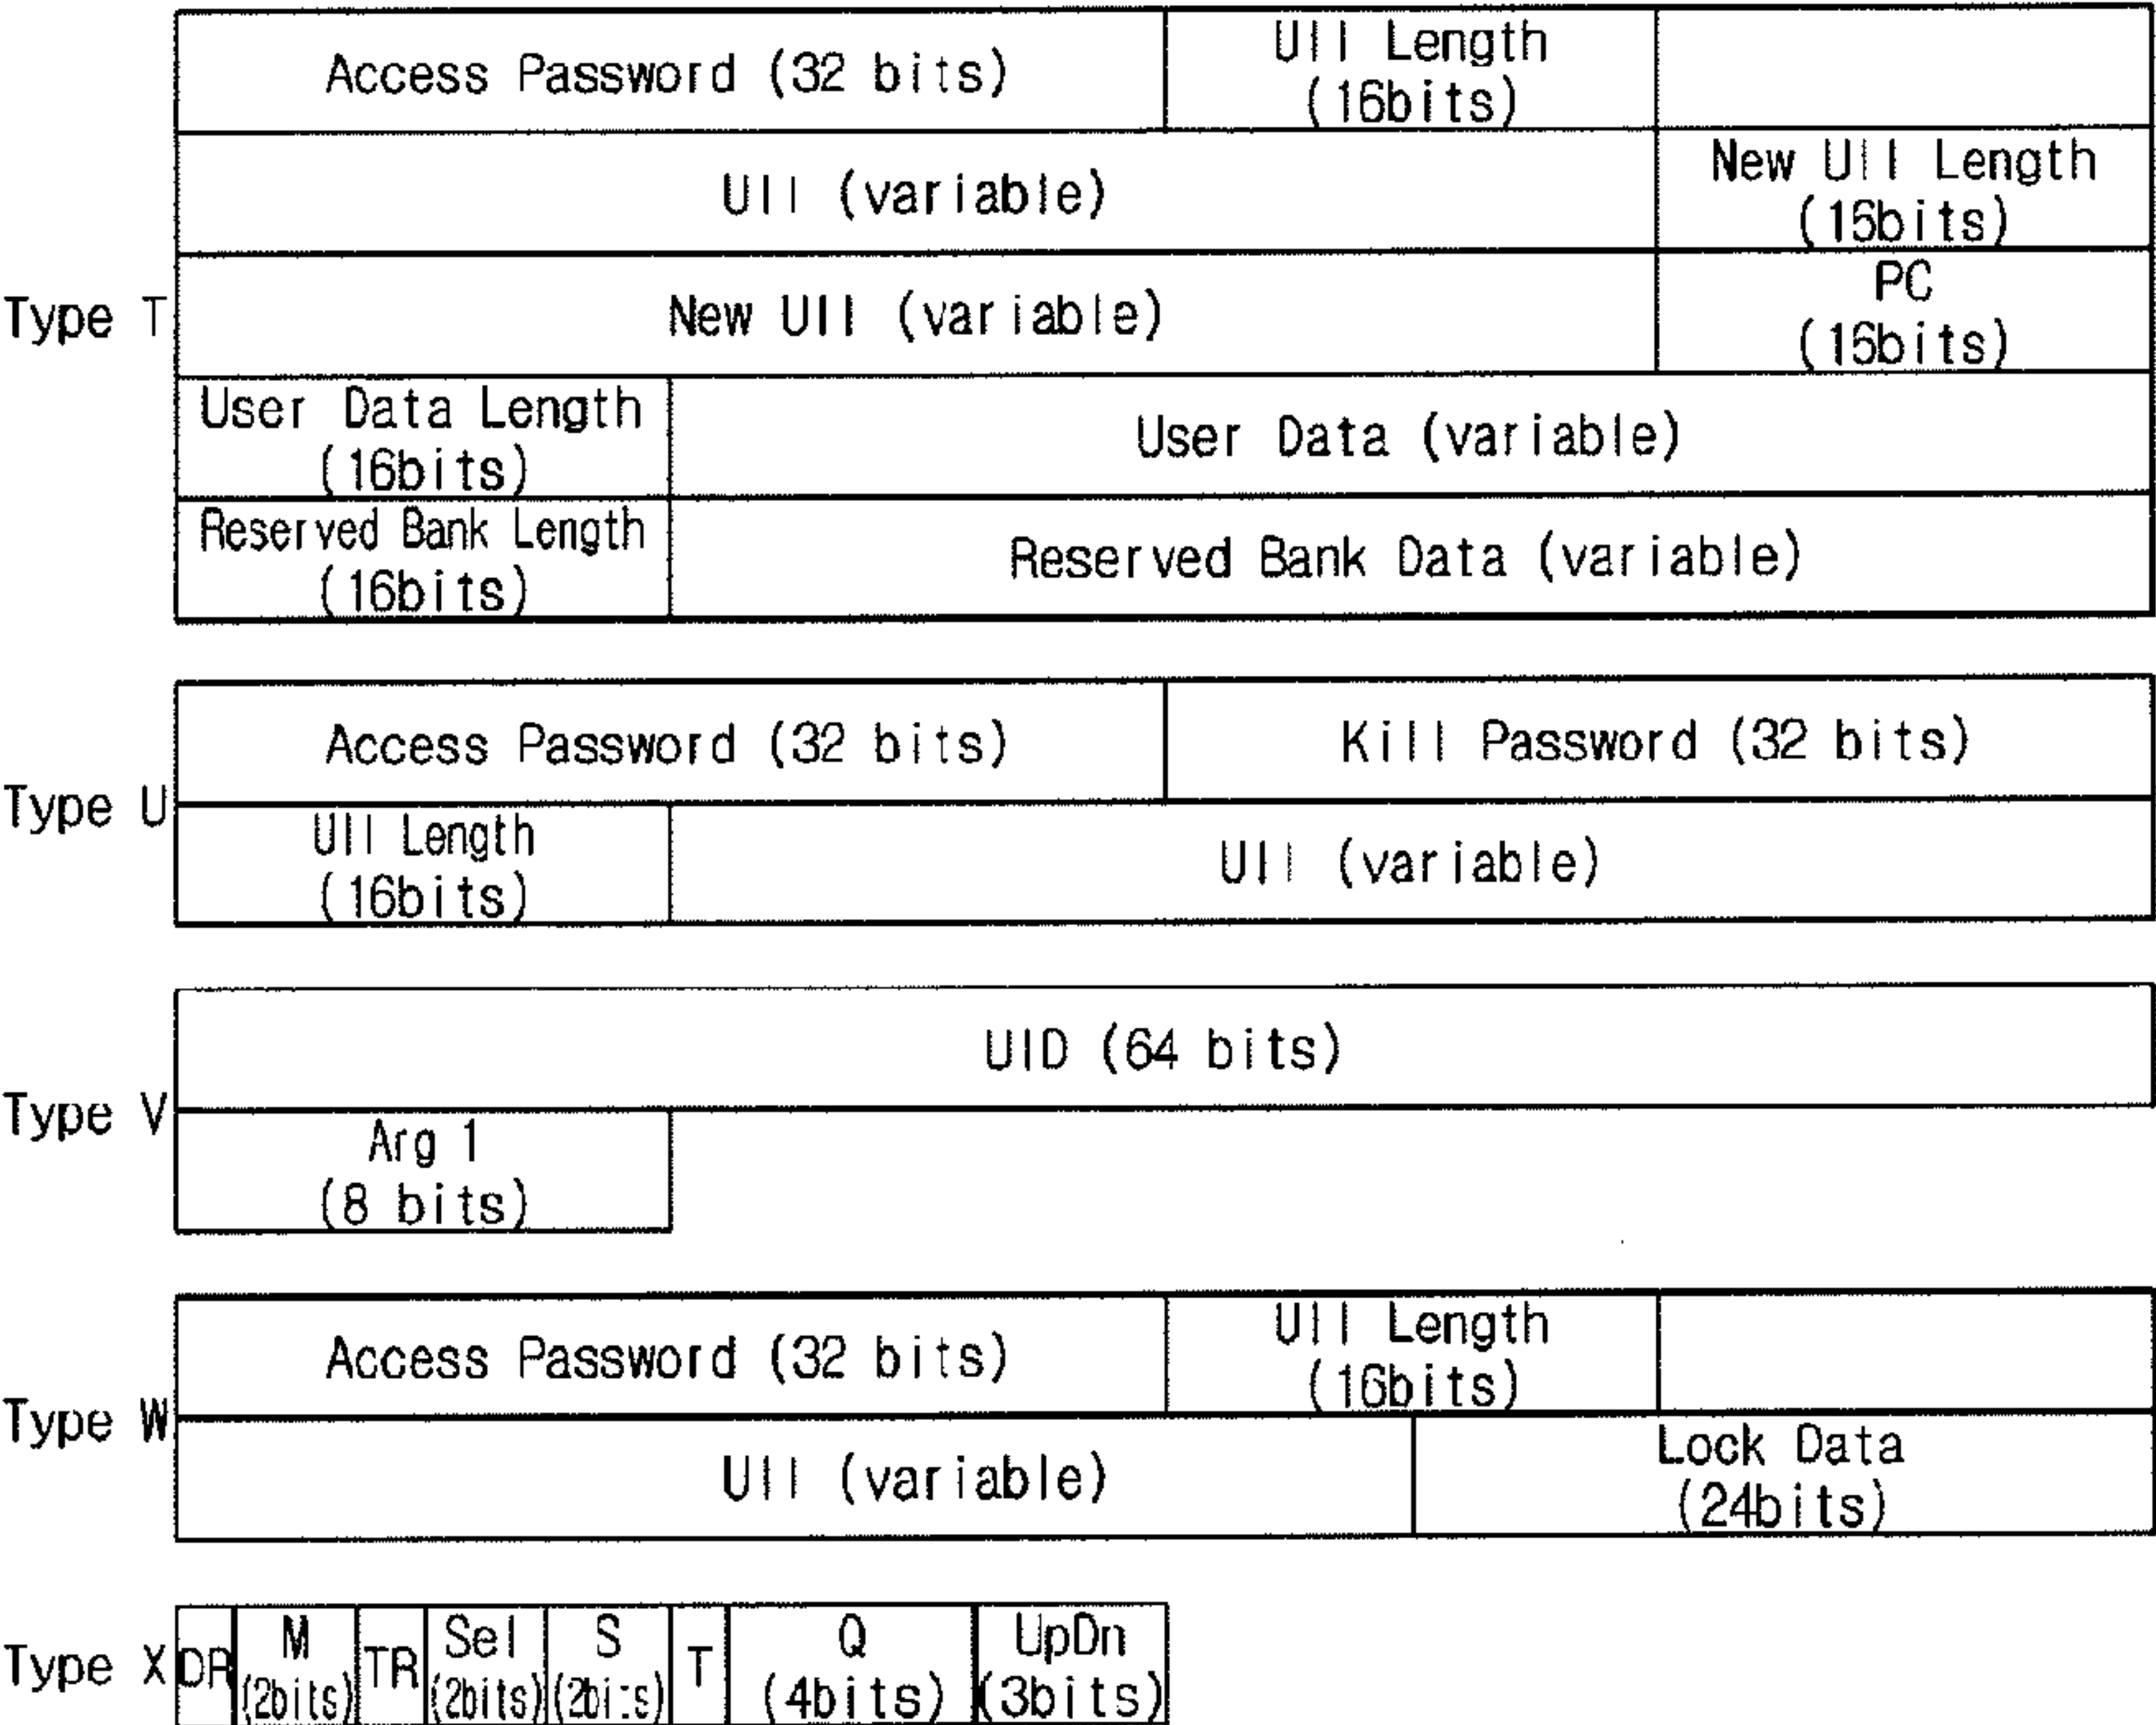 Access Password (32 bits)
UII Length
(16bits)
UII (variable)
New UII Length
(16bits)
Type T
New UII (variable)
PC
(16bits)
User Data Length
(16bits)
User Data (variable)
Reserved Bank Length
(16bits)
Reserved Bank Data (variable)
Type U
Access Password (32 bits)
Kill Password (32 bits)
UII Length
(16bits)
UII (variable)
Type V
UID (64 bits)
Arg 1
(8 bits)
Type W
Access Password (32 bits)
UII Length
(16bits)
UII (variable)
Lock Data
(24bits)
Type X
DR
M
(2bits)
TR
Sel
(2bits)
S
(2bits)
T
Q
(4bits)
UpDn
(3bits)